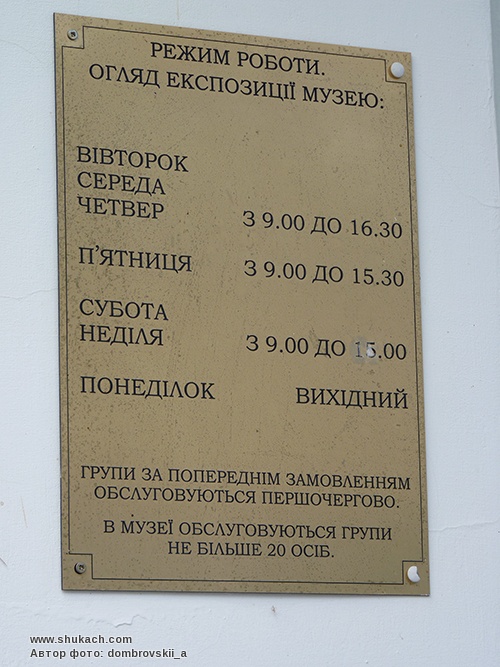 РЕЖИМ РОБОТИ.
ОГЛЯД ЕКСПОЗИЦІЇ МУЗЕЮ:
ВІВТОРОК
СЕРЕДА
ЧЕТВЕР З 9.00 ДО 16.30
П'ЯТНИЦЯ З 9.00 ДО 15.30
СУБОТА
НЕДІЛЯ З 9.00 ДО 15.00
ПОНЕДІЛОК ВИХІДНИЙ
ГРУПИ ЗА ПОПЕРЕДНІМ ЗАМОВЛЕННЯМ
ОБСЛУГОВУЮТЬСЯ ПЕРШОЧЕРГОВО.
В МУЗЕЇ ОБСЛУГОВУЮТЬСЯ ГРУПИ
НЕ БІЛЬШЕ 20 ОСІБ.
www.shukach.com
Автор фото: dombrovskii_a